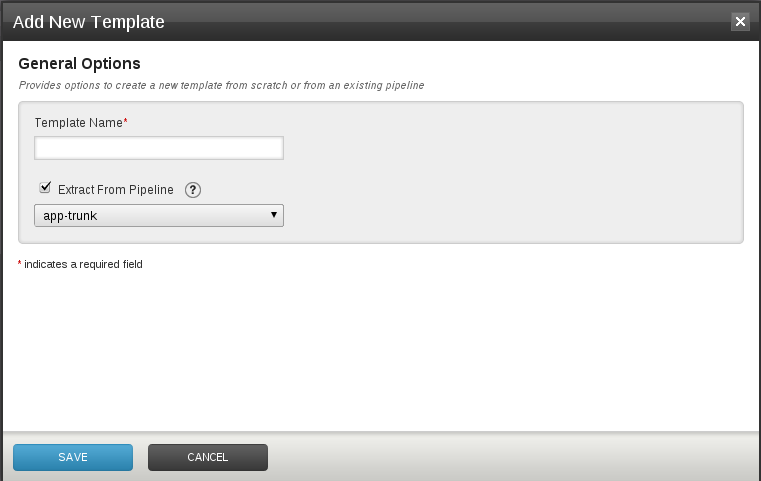 Add New Template
General Options
Provides options to create a new template from scratch or from an existing pipeline
Template Name*
Extract From Pipeline ?
app-trunk
* indicates a required field
SAVE CANCEL